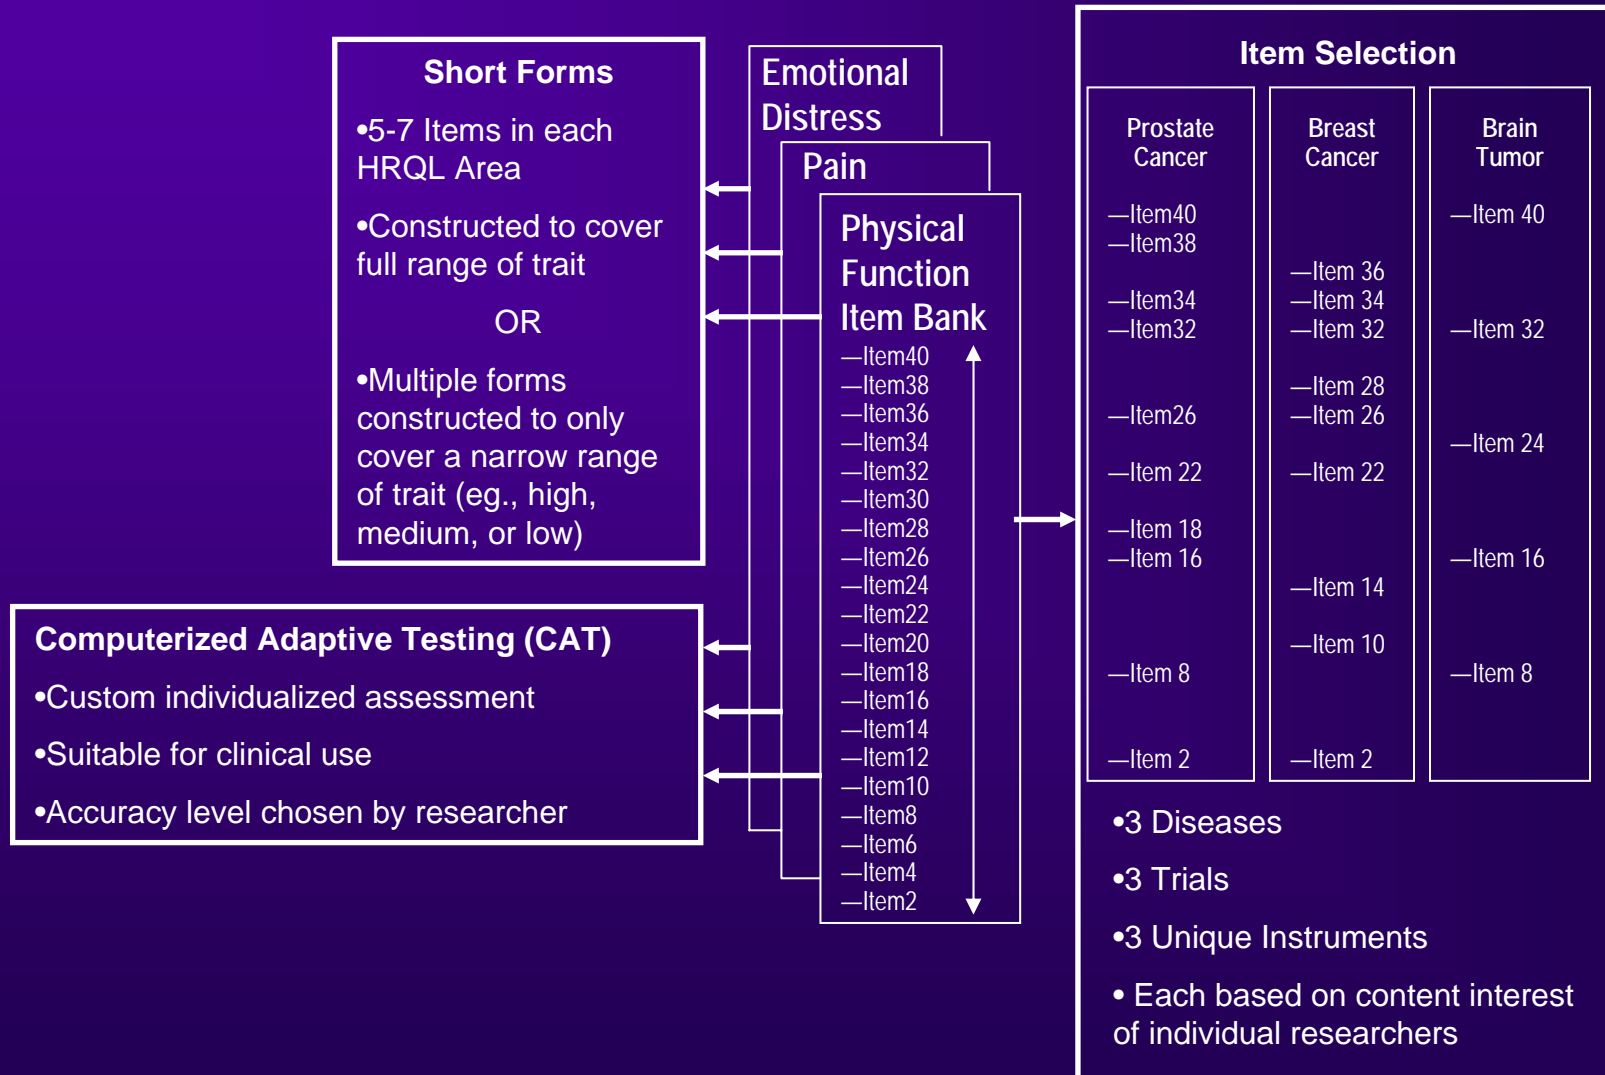 Short Forms
•5-7 Items in each
HRQL Area
•Constructed to cover
full range of trait
OR
•Multiple forms
constructed to only
cover a narrow range
of trait (eg., high,
medium, or low)
Computerized Adaptive Testing (CAT)
•Custom individualized assessment
•Suitable for clinical use
•Accuracy level chosen by researcher
Emotional
Distress
Pain
Physical
Function
Item Bank
—Item40
—Item38
—Item36
—Item34
—Item32
—Item30
—Item28
—Item26
—Item24
—Item22
—Item20
—Item18
—Item16
—Item14
—Item12
—Item10
—Item8
—Item6
—Item4
—Item2
Item Selection
Prostate
Cancer
—Item40
—Item38
—Item34
—Item32
—Item26
—Item 22
—Item 18
—Item 16
—Item 8
—Item 2
Breast
Cancer
—Item 36
—Item 34
—Item 32
—Item 28
—Item 26
—Item 22
—Item 14
—Item 10
—Item 2
Brain
Tumor
—Item 40
—Item 32
—Item 24
—Item 16
—Item 8
•3 Diseases
•3 Trials
•3 Unique Instruments
• Each based on content interest
of individual researchers